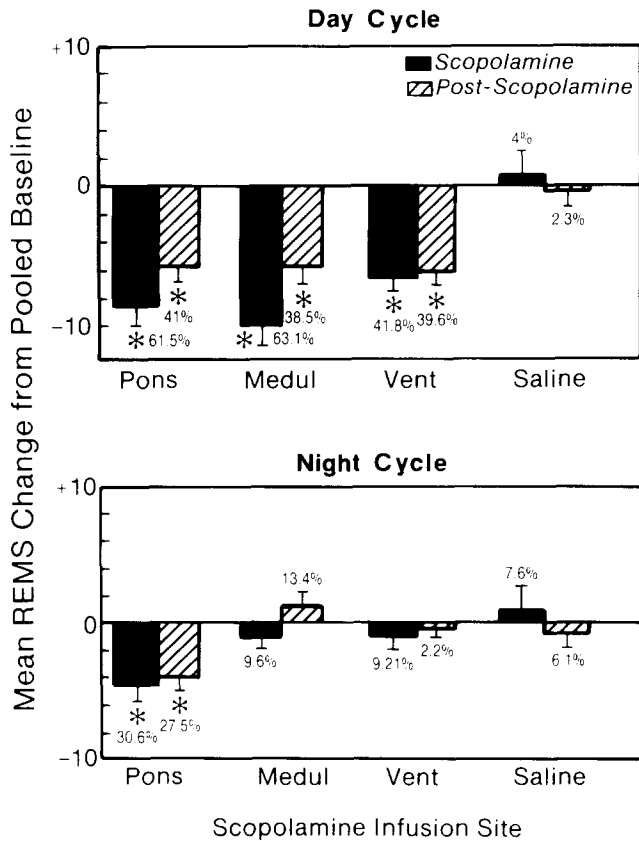 Day Cycle
+10
Scopolamine
Post-Scopolamine
4%
0
2.3%
* 41%
* 38.5%
* 41.8%
* 39.6%
-10
* 61.5%
* 63.1%
Pons Medul Vent Saline
Night Cycle
+10
13.4%
7.6%
0
9.6%
9.21%
2.2%
6.1%
* 30.6%
* 27.5%
-10
Pons Medul Vent Saline
Scopolamine Infusion Site
Mean REMS Change from Pooled Baseline